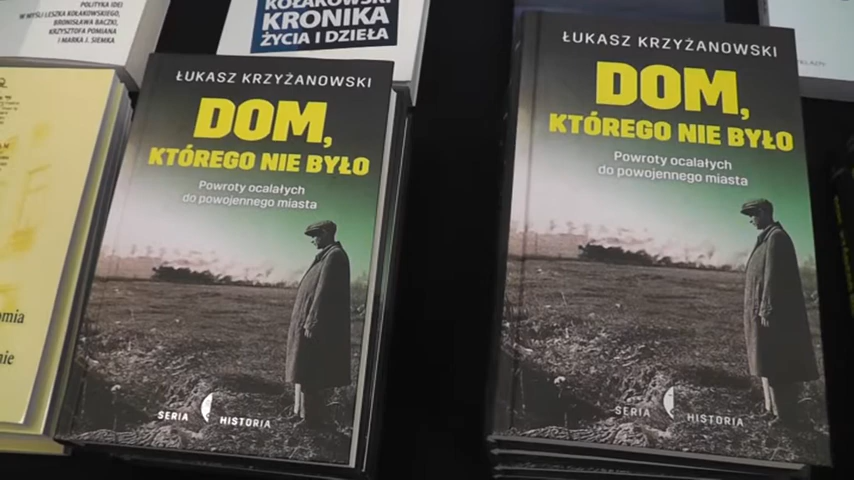 POLITYKA IDEI
W MYŚLI LESZKA KOŁAKOWSKIEGO,
BRONISŁAWA BACZKI,
KRZYSZTOFA POMIANA
I MARKA J. SIEMKA
KOŁAKOWSKI
KRONIKA
ŻYCIA I DZIEŁA
ŁUKASZ KRZYŻANOWSKI
DOM,
KTÓREGO NIE BYŁO
Powroty ocalałych
do powojennego miasta
SERIA HISTORIA
ŁUKASZ KRZYŻANOWSKI
DOM,
KTÓREGO NIE BYŁO
Powroty ocalałych
do powojennego miasta
SERIA HISTORIA